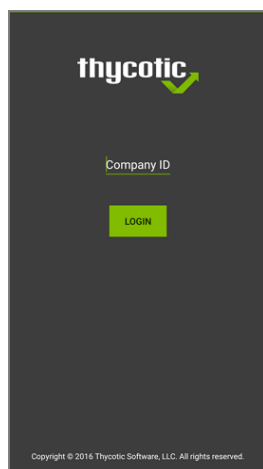 thycotic
Company ID
LOGIN
Copyright © 2016 Thycotic Software, LLC. All rights reserved.